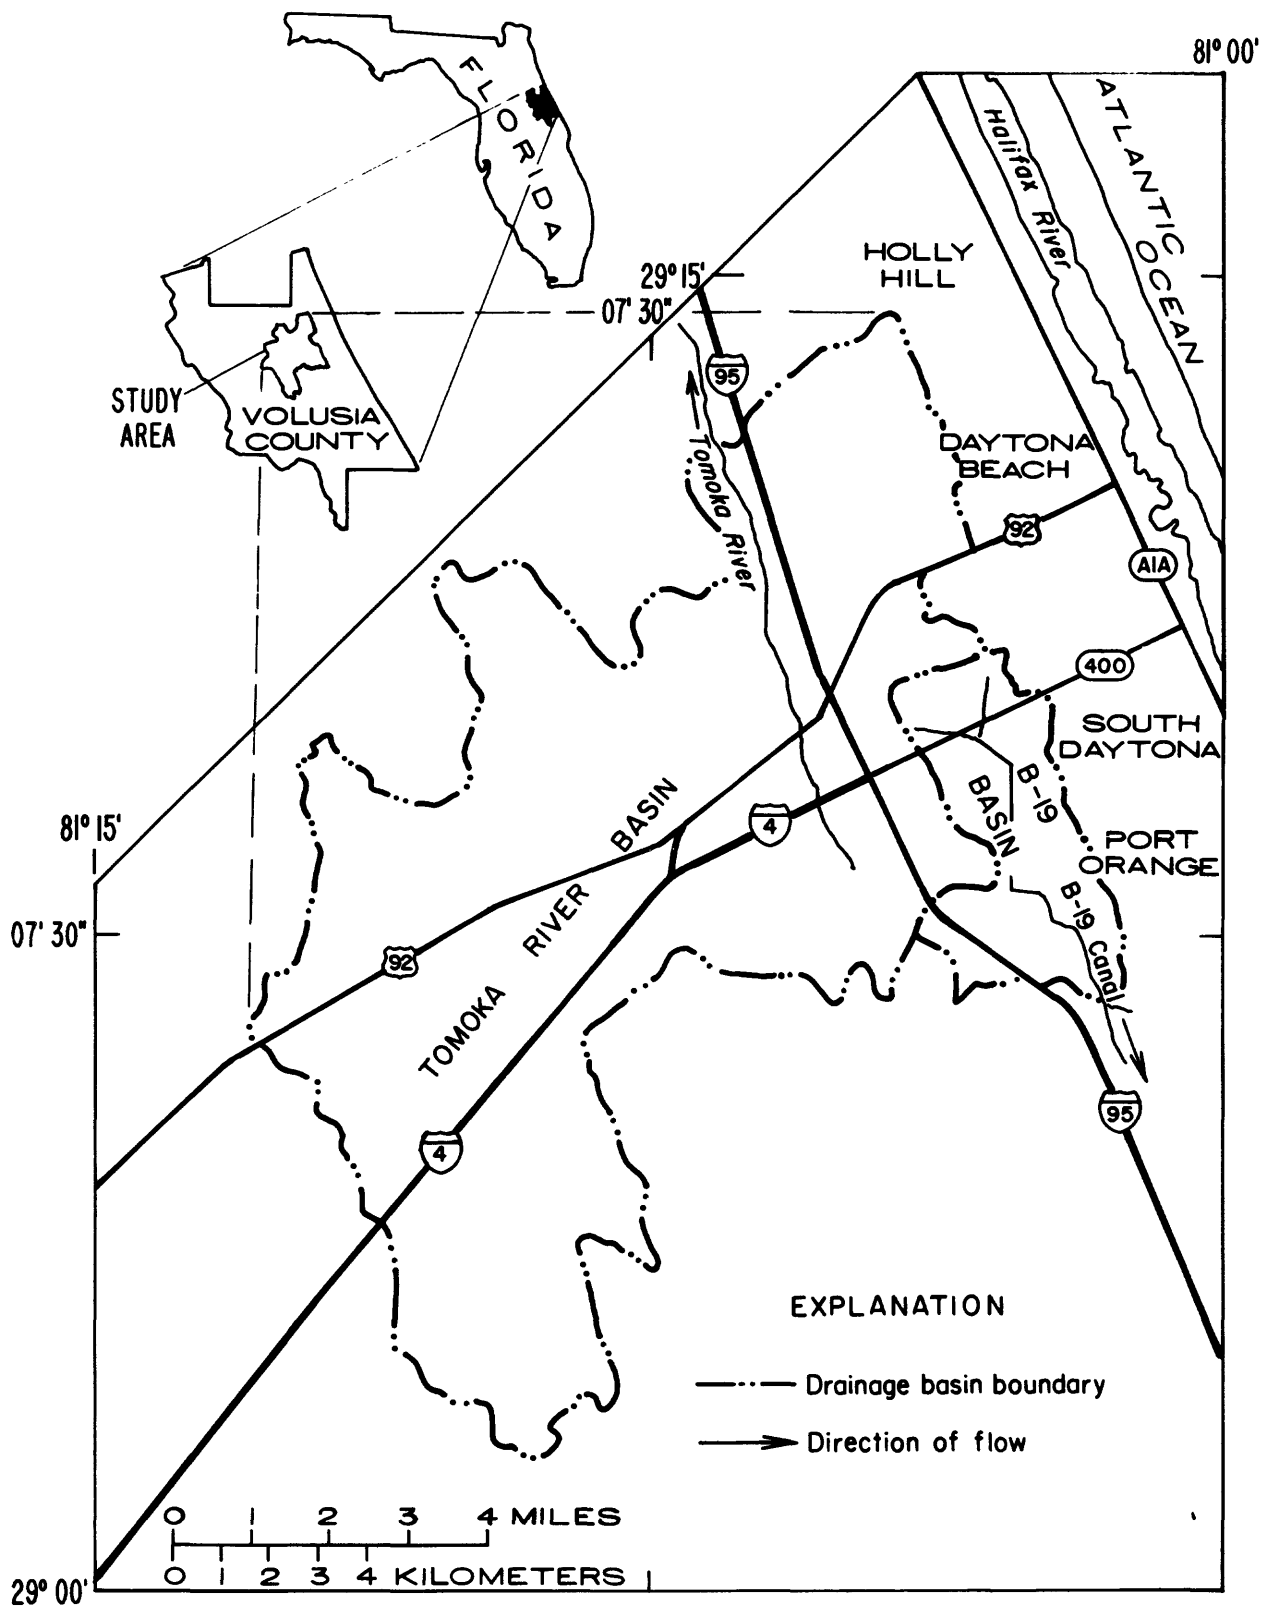 81° 00'
FLORIDA
ATLANTIC
OCEAN
Halifax River
HOLLY
HILL
29° 15'
07' 30"
95
STUDY
AREA
VOLUSIA
COUNTY
Tomoka River
DAYTONA
BEACH
92
A1A
400
SOUTH
DAYTONA
B-19
BASIN
81° 15'
4
PORT
ORANGE
TOMOKA RIVER BASIN
B-19 Canal
07' 30"
92
95
4
EXPLANATION
Drainage basin boundary
Direction of flow
0 1 2 3 4 MILES
0 1 2 3 4 KILOMETERS
29° 00'